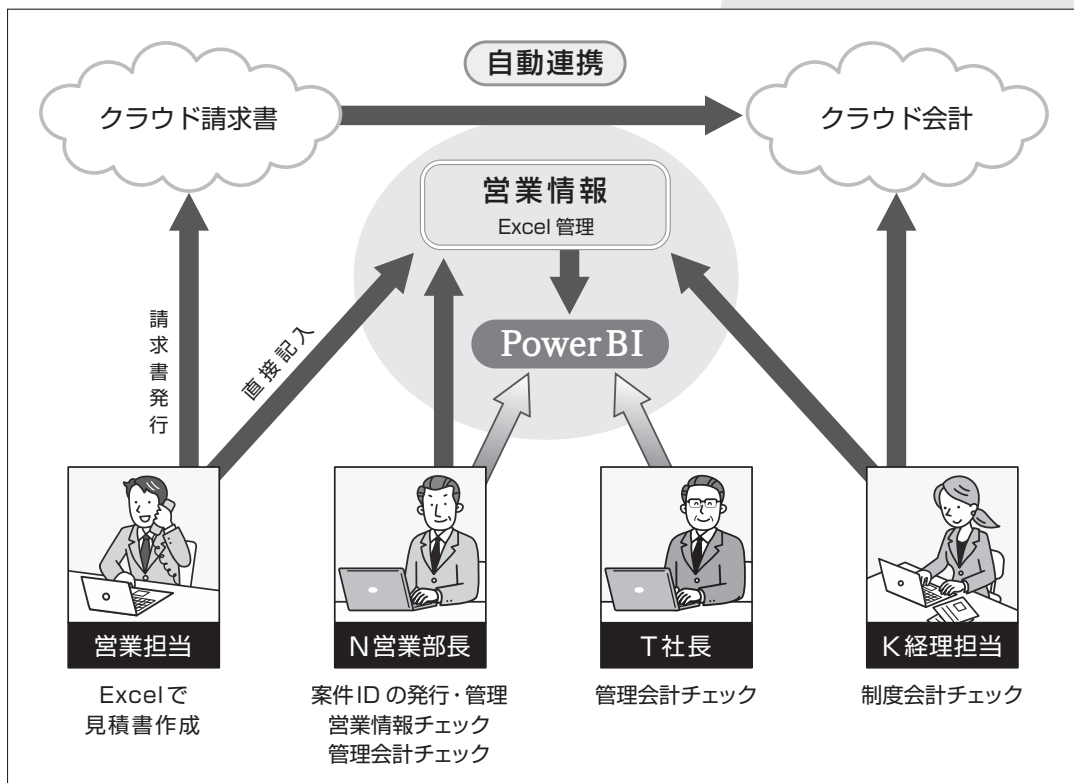 自動連携
クラウド請求書
クラウド会計
営業情報
Excel 管理
PowerBI
請求書発行
直接記入
営業担当
N営業部長
T社長
K経理担当
Excelで
見積書作成
案件IDの発行・管理
営業情報チェック
管理会計チェック
管理会計チェック
制度会計チェック